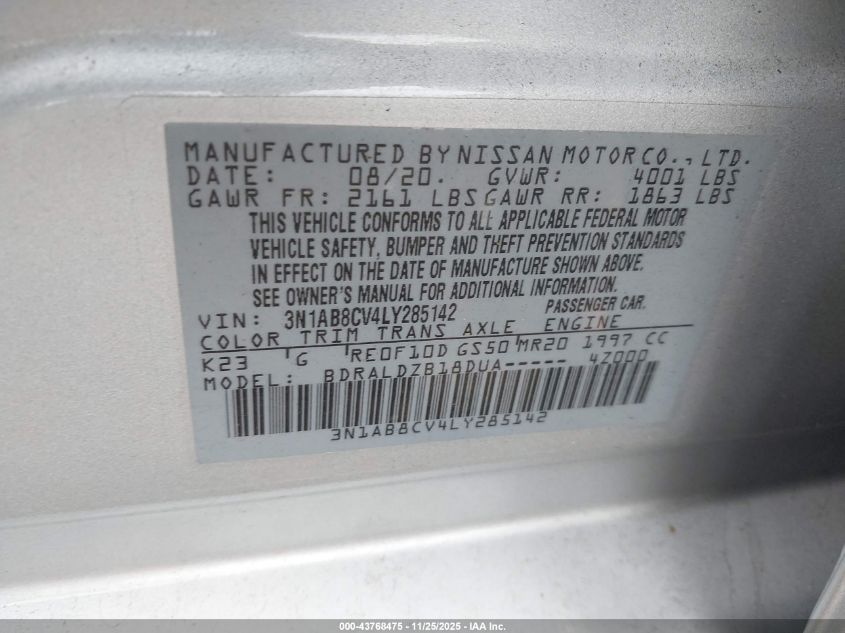 MANUFACTURED BY NISSAN MOTOR CO., LTD.
DATE: 08/20. GVWR: 4001 LBS
GAWR FR: 2161 LBS GAWR RR: 1863 LBS
THIS VEHICLE CONFORMS TO ALL APPLICABLE FEDERAL MOTOR
VEHICLE SAFETY, BUMPER AND THEFT PREVENTION STANDARDS
IN EFFECT ON THE DATE OF MANUFACTURE SHOWN ABOVE.
SEE OWNER'S MANUAL FOR ADDITIONAL INFORMATION.
VIN: 3N1AB8CV4LY285142 PASSENGER CAR.
COLOR TRIM TRANS AXLE ENGINE
K23 'G 'RE0F10D GS50 'MR20 1997 CC
MODEL: BDRALDZB18DUA----- 4Z000
3N1AB8CV4LY285142
000-43768475 — 11/25/2025 — IAA Inc.